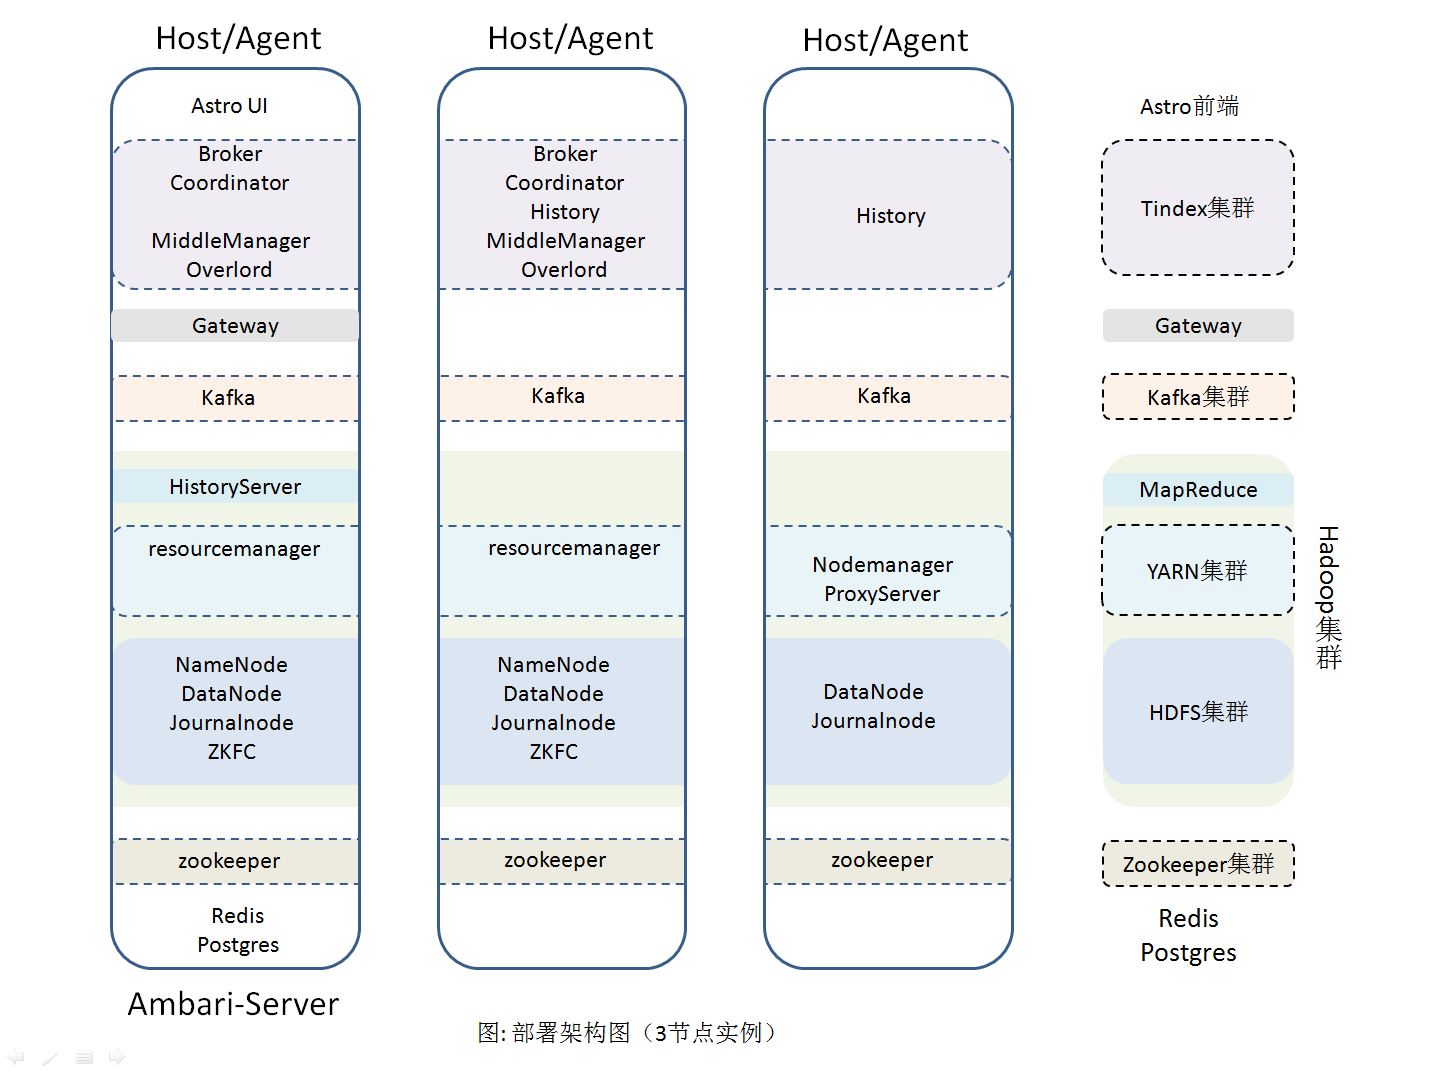 Host/Agent
Astro UI
Broker
Coordinator
MiddleManager
Overlord
Gateway
Kafka
HistoryServer
resourcemanager
NameNode
DataNode
Journalnode
ZKFC
zookeeper
Redis
Postgres
Ambari-Server
Host/Agent
Broker
Coordinator
History
MiddleManager
Overlord
Kafka
resourcemanager
NameNode
DataNode
Journalnode
ZKFC
zookeeper
Host/Agent
History
Kafka
Nodemanager
ProxyServer
DataNode
Journalnode
zookeeper
Astro前端
Tindex集群
Gateway
Kafka集群
MapReduce
YARN集群
HDFS集群
Hadoop集群
Zookeeper集群
Redis
Postgres
图: 部署架构图（3节点实例）